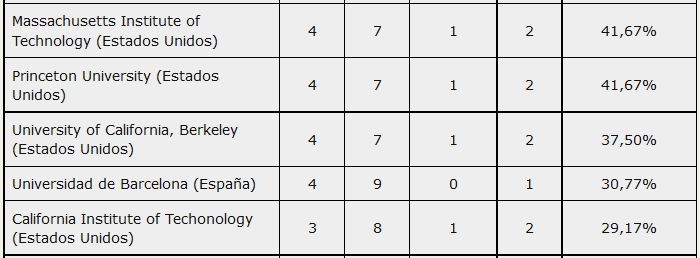 Massachusetts Institute of
Technology (Estados Unidos) 4 7 1 2 41,67%
Princeton University (Estados
Unidos) 4 7 1 2 41,67%
University of California, Berkeley
(Estados Unidos) 4 7 1 2 37,50%
Universidad de Barcelona (España) 4 9 0 1 30,77%
California Institute of Techonology
(Estados Unidos) 3 8 1 2 29,17%